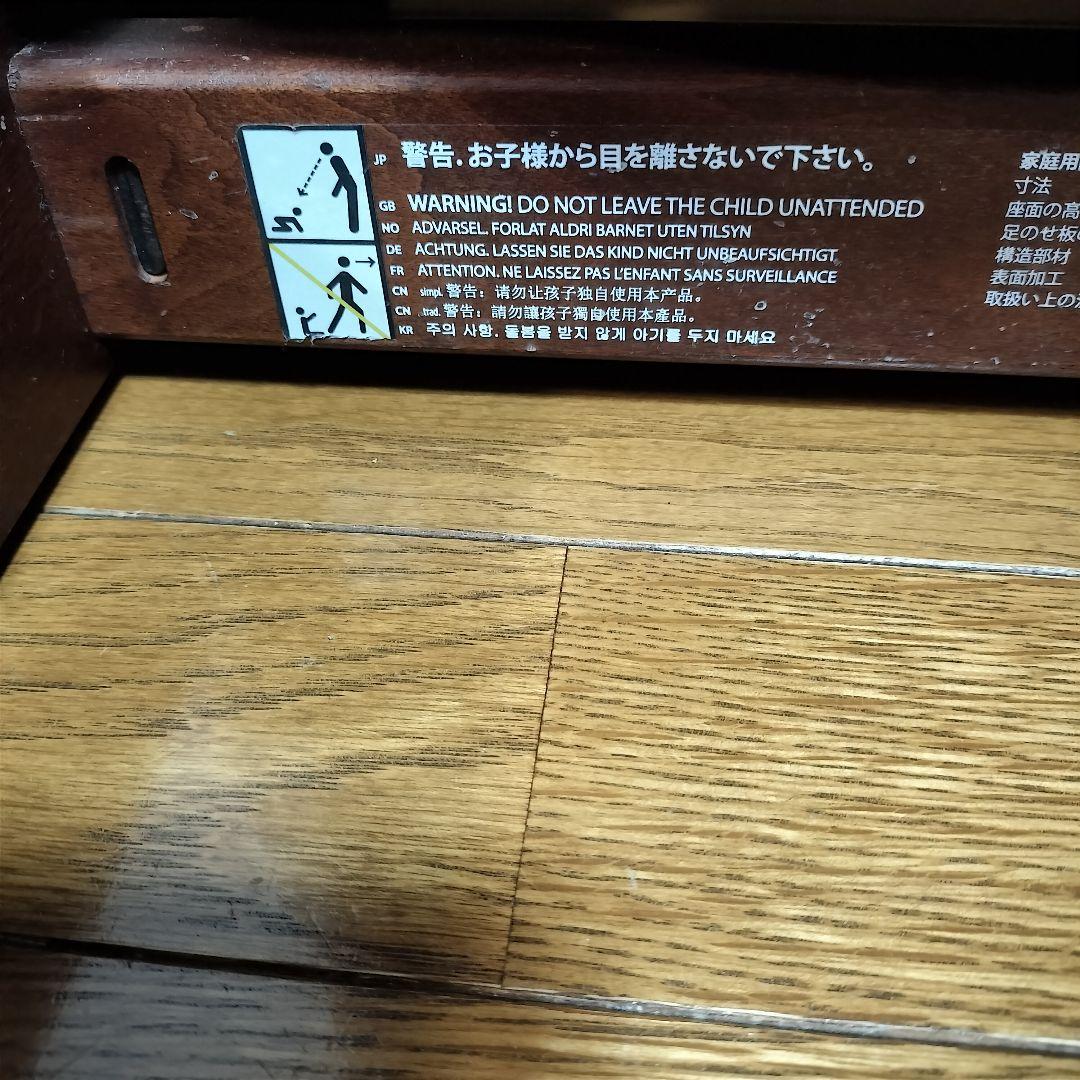 JP 警告. お子様から目を離さないで下さい。
GB WARNING! DO NOT LEAVE THE CHILD UNATTENDED
NO ADVARSEL. FORLAT ALDRI BARNET UTEN TILSYN
DE ACHTUNG. LASSEN SIE DAS KIND NICHT UNBEAUFSICHTIGT
FR ATTENTION. NE LAISSEZ PAS L'ENFANT SANS SURVEILLANCE
CN simpl. 警告：请勿让孩子独自使用本产品。
CN trad. 警告：請勿讓孩子獨自使用本產品。
KR 주의 사항. 돌봄을 받지 않게 아기를 두지 마세요
家庭用
寸法
座面の高
足のせ板の
構造部材
表面加工
取扱い上の注